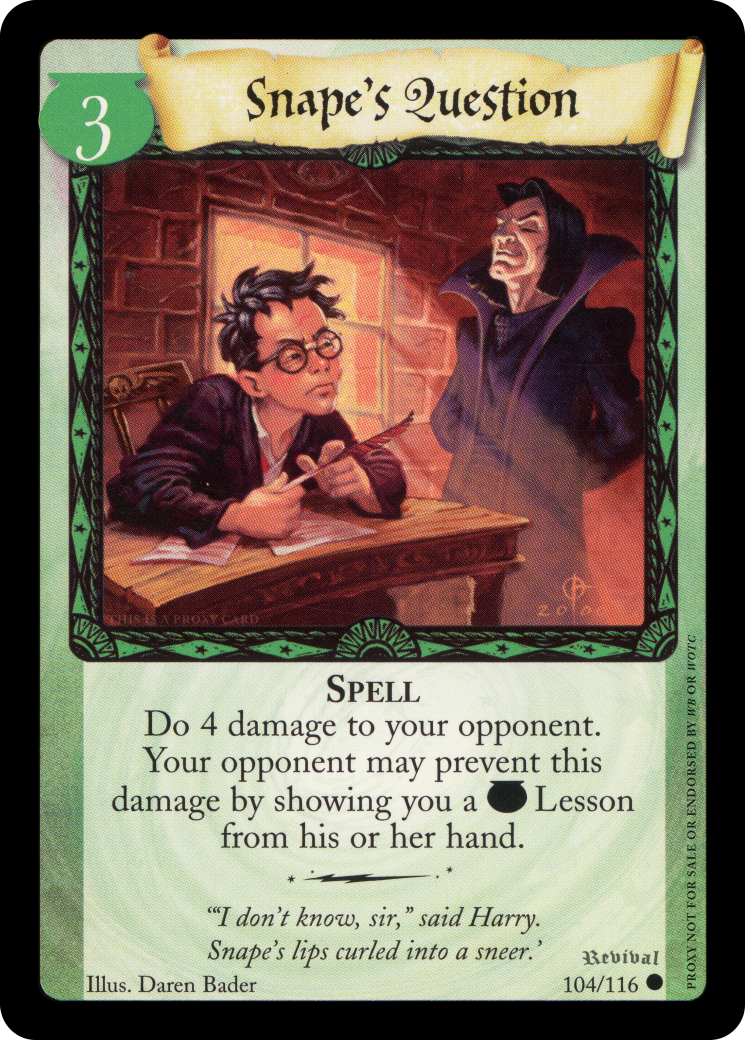 3
Snape's Question
THIS IS A PROXY CARD
2000
SPELL
Do 4 damage to your opponent.
Your opponent may prevent this
damage by showing you a Lesson
from his or her hand.
“‘I don't know, sir,” said Harry.
Snape's lips curled into a sneer.’
Revival
Illus. Daren Bader
104/116
PROXY NOT FOR SALE OR ENDORSED BY WB OR WOTC